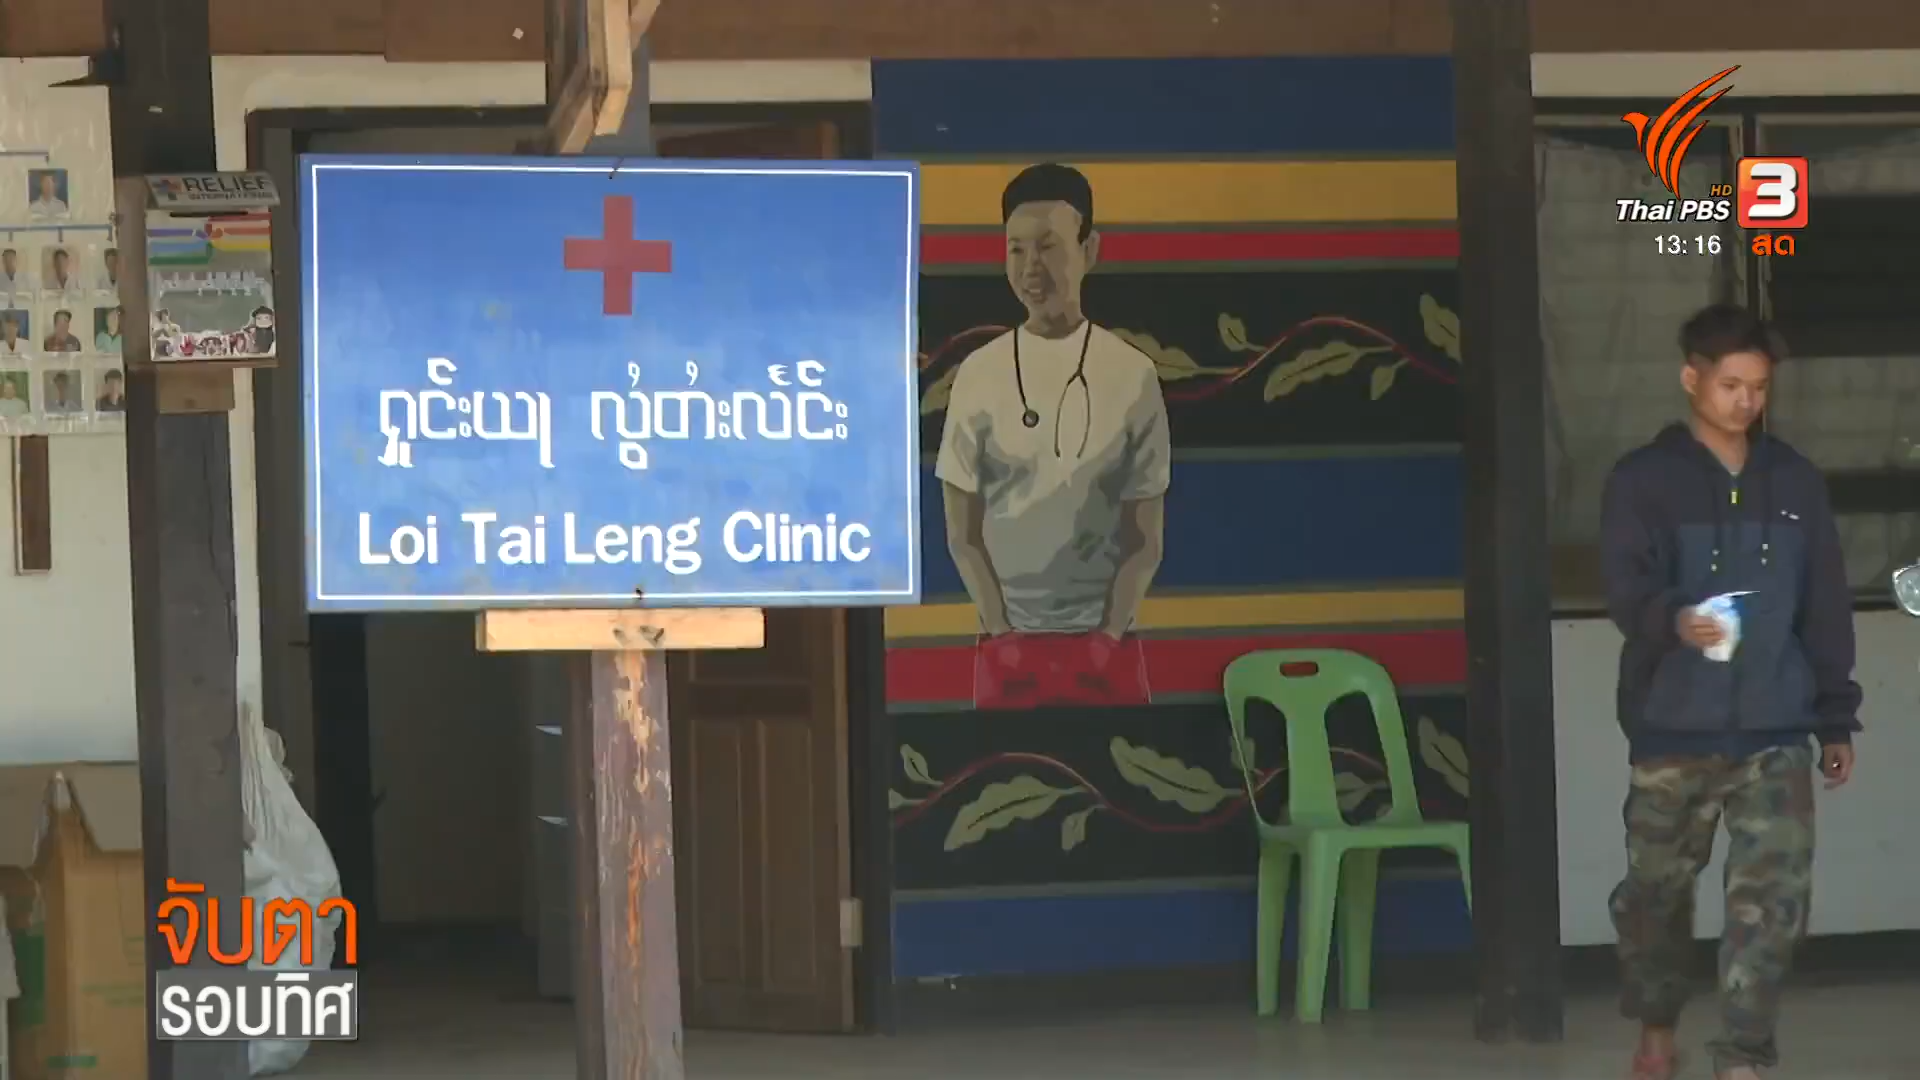 RELIEF
INTERNATIONAL
ႁူင်းယႃ လွႆတႆးလႅင်း
Loi Tai Leng Clinic
HD
Thai PBS
3
13:16
สด
จับตา
รอบทิศ